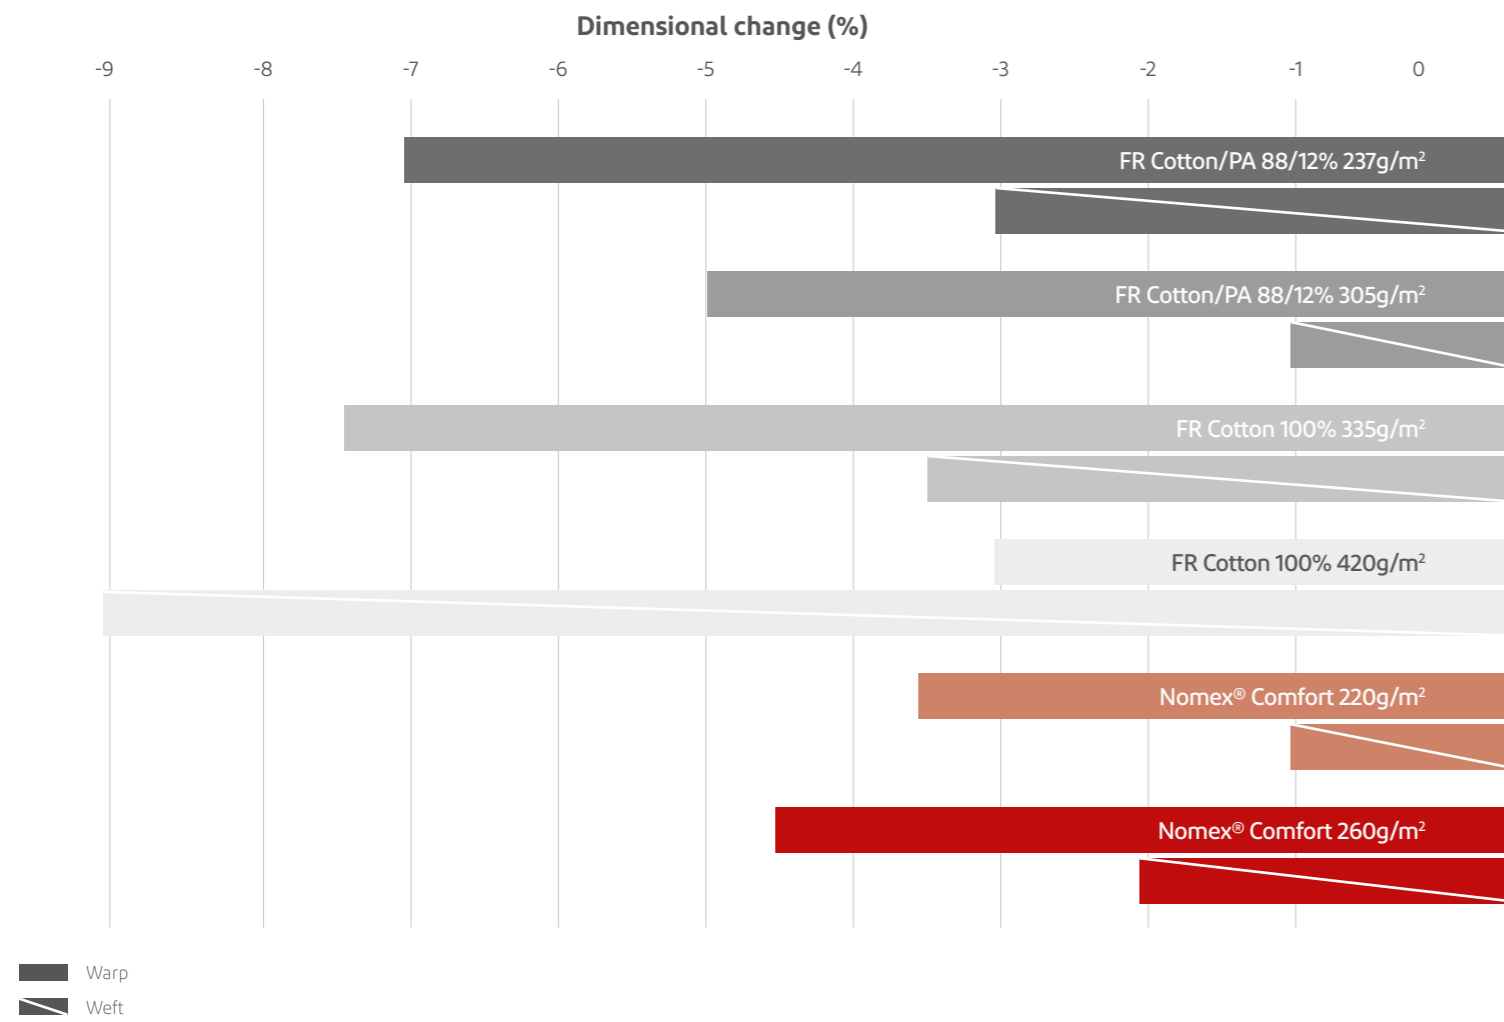 Dimensional change (%)
-9 -8 -7 -6 -5 -4 -3 -2 -1 0
FR Cotton/PA 88/12% 237g/m²
FR Cotton/PA 88/12% 305g/m²
FR Cotton 100% 335g/m²
FR Cotton 100% 420g/m²
Nomex® Comfort 220g/m²
Nomex® Comfort 260g/m²
Warp
Weft